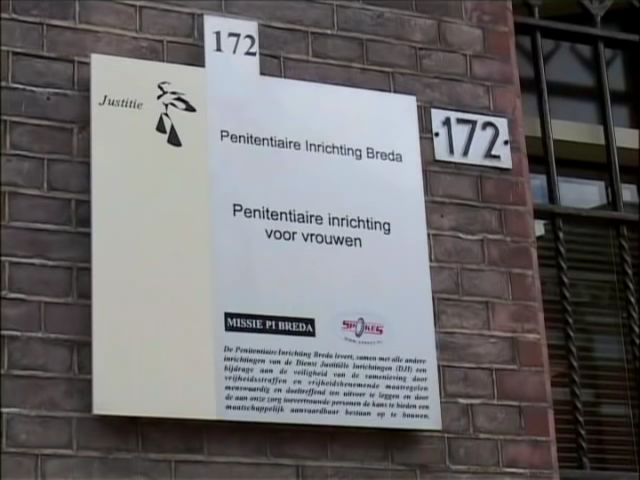 172
Justitie
172
Penitentiaire Inrichting Breda
Penitentiaire inrichting
voor vrouwen
MISSIE PI BREDA
SPOKES
De Penitentiaire Inrichting Breda levert, samen met alle andere
inrichtingen van de Dienst Justitiële Inrichtingen (DJI) een
bijdrage aan de veiligheid van de samenleving door
vrijheidsstraffen en vrijheidsbenemende maatregelen
menswaardig en doeltreffend ten uitvoer te leggen en door
de aan onze zorg toevertrouwde personen de kans te bieden een
maatschappelijk aanvaardbaar bestaan op te bouwen.